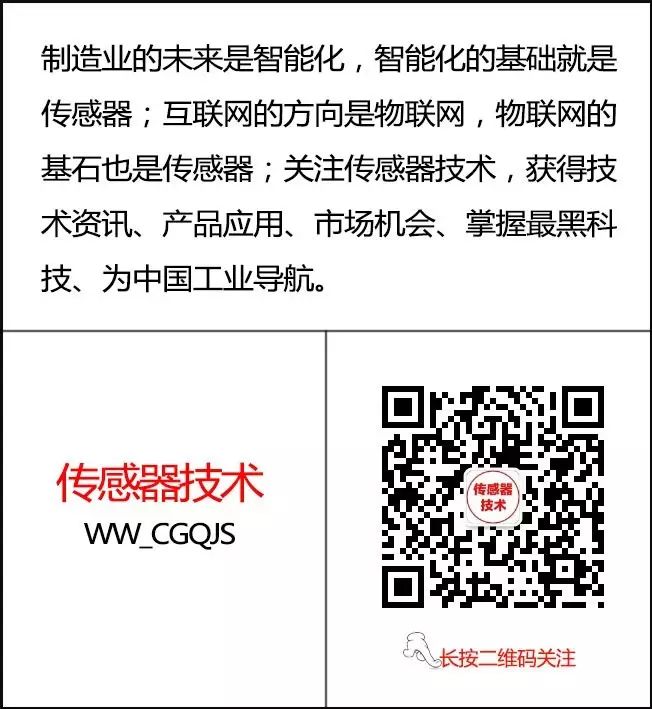 制造业的未来是智能化，智能化的基础就是
传感器；互联网的方向是物联网，物联网的
基石也是传感器；关注传感器技术，获得技
术资讯、产品应用、市场机会、掌握最黑科
技、为中国工业导航。
传感器技术
WW_CGQJS
传感器
技术
长按二维码关注